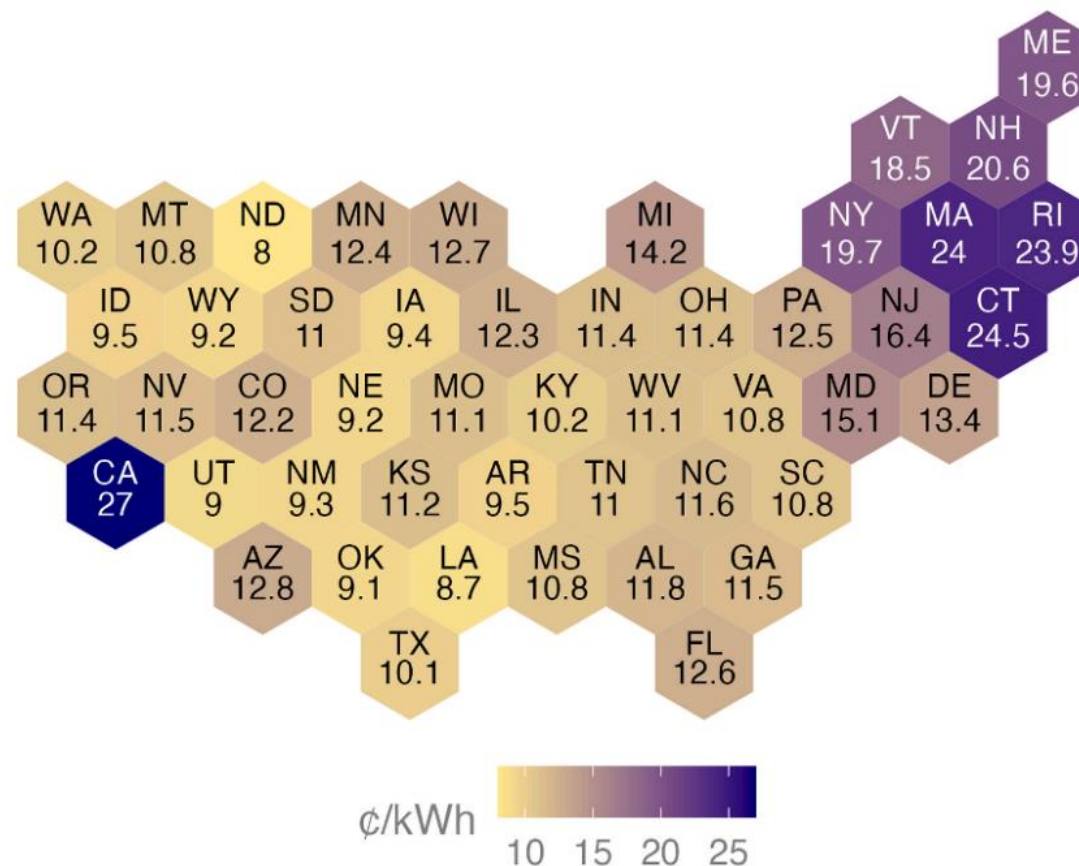 ME
19.6
VT NH
18.5 20.6
WA MT ND MN WI MI NY MA RI
10.2 10.8 8 12.4 12.7 14.2 19.7 24 23.9
ID WY SD IA IL IN OH PA NJ CT
9.5 9.2 11 9.4 12.3 11.4 11.4 12.5 16.4 24.5
OR NV CO NE MO KY WV VA MD DE
11.4 11.5 12.2 9.2 11.1 10.2 11.1 10.8 15.1 13.4
CA UT NM KS AR TN NC SC
27 9 9.3 11.2 9.5 11 11.6 10.8
AZ OK LA MS AL GA
12.8 9.1 8.7 10.8 11.8 11.5
TX FL
10.1 12.6
¢/kWh
10 15 20 25